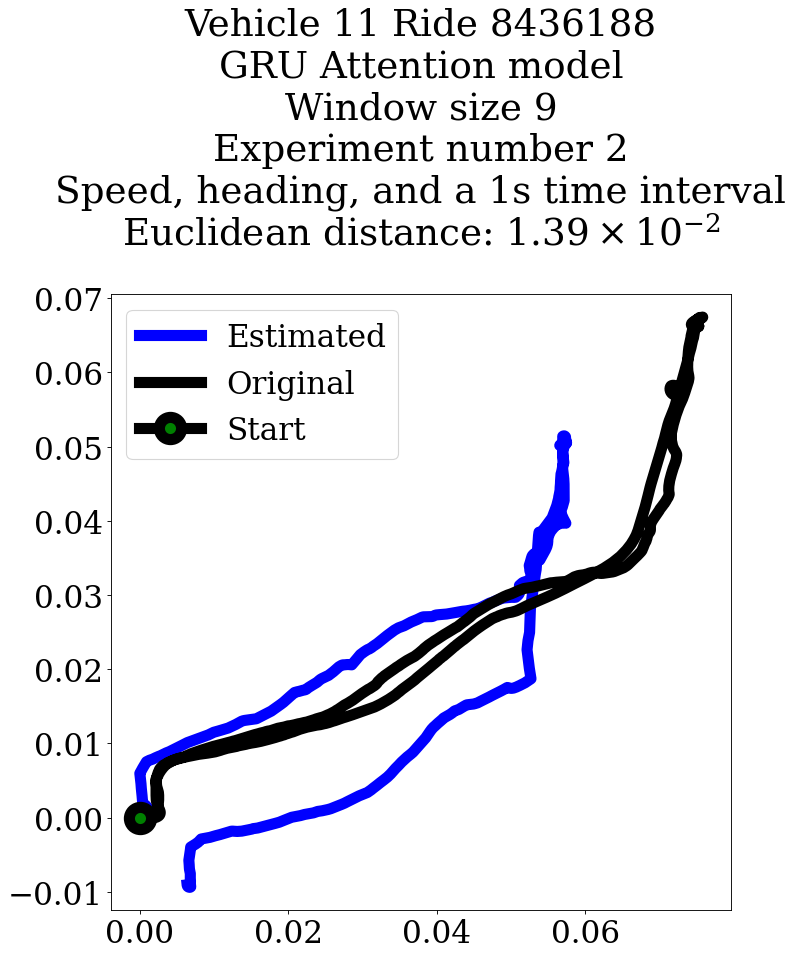 Vehicle 11 Ride 8436188
GRU Attention model
Window size 9
Experiment number 2
Speed, heading, and a 1s time interval
Euclidean distance: 1.39 × 10⁻²
0.07
0.06
0.05
0.04
0.03
0.02
0.01
0.00
−0.01
Estimated
Original
Start
0.00 0.02 0.04 0.06